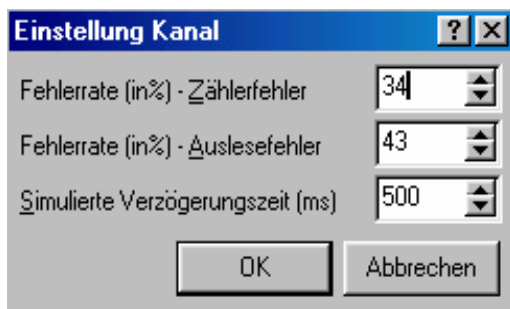 Einstellung Kanal
Fehlerrate (in%) - Zählerfehler 34
Fehlerrate (in%) - Auslesefehler 43
Simulierte Verzögerungszeit (ms) 500
OK Abbrechen